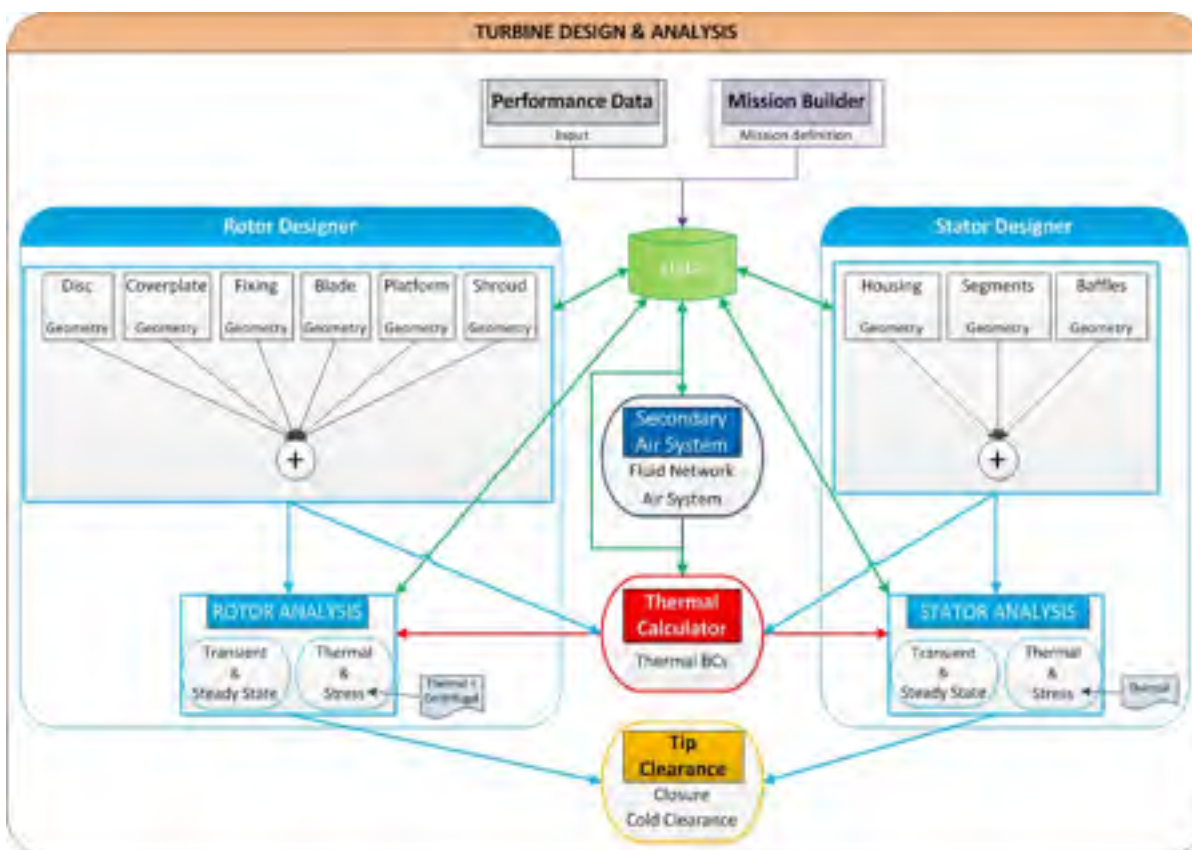 TURBINE DESIGN & ANALYSIS
Performance Data
Input
Mission Builder
Mission definition
Rotor Designer
Stator Designer
Disc
Geometry
Coverplate
Geometry
Fixing
Geometry
Blade
Geometry
Platform
Geometry
Shroud
Geometry
+
Housing
Geometry
Segments
Geometry
Baffles
Geometry
+
Secondary
Air System
Fluid Network
Air System
ROTOR ANALYSIS
Transient
&
Steady State
Thermal
&
Stress
Thermal +
Centrifugal
Thermal
Calculator
Thermal BCs
STATOR ANALYSIS
Transient
&
Steady State
Thermal
&
Stress
Thermal
Tip
Clearance
Closure
Cold Clearance